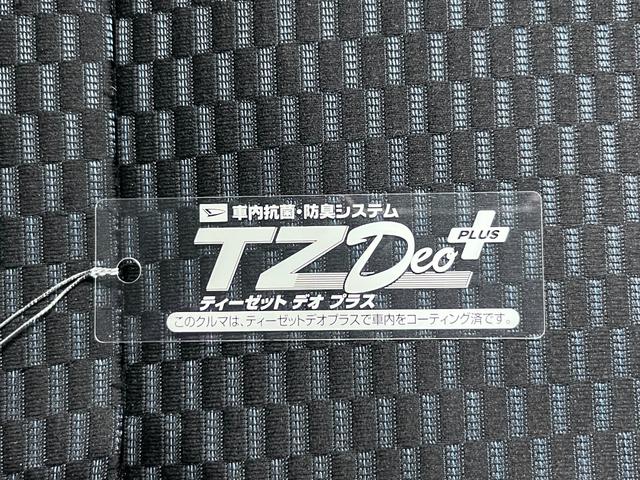 車内抗菌・防臭システム
TZ Deo PLUS
ティーゼット デオ プラス
このクルマは、ティーゼットデオプラスで車内をコーティング済です。